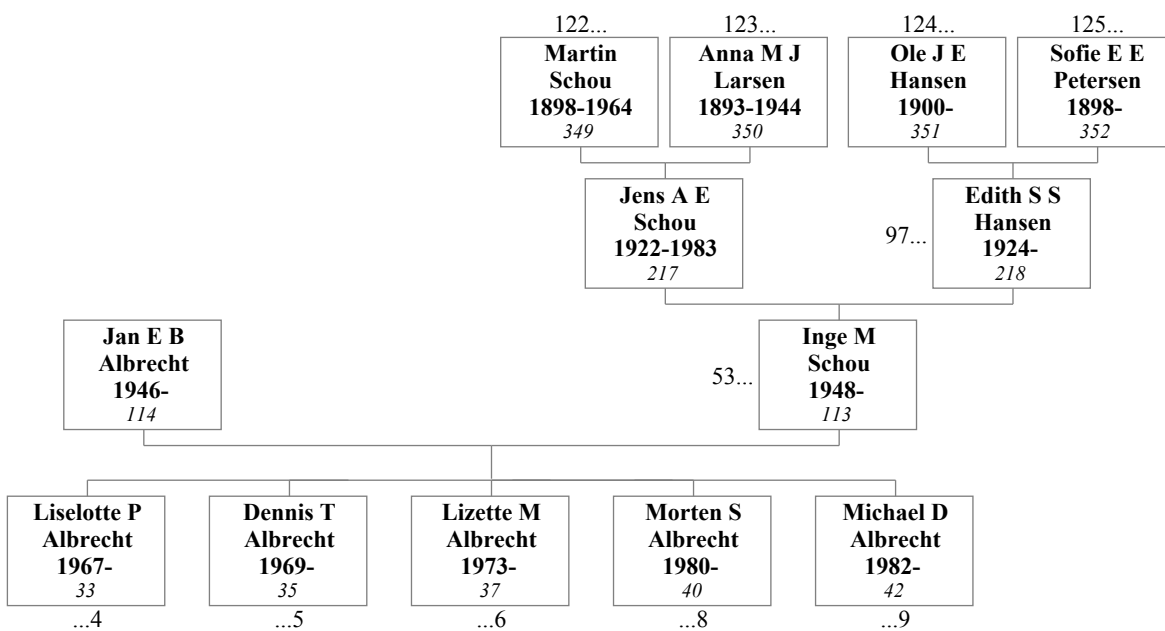 122...
Martin
Schou
1898-1964
349
123...
Anna M J
Larsen
1893-1944
350
124...
Ole J E
Hansen
1900-
351
125...
Sofie E E
Petersen
1898-
352
Jens A E
Schou
1922-1983
217
97...
Edith S S
Hansen
1924-
218
Jan E B
Albrecht
1946-
114
53...
Inge M
Schou
1948-
113
Liselotte P
Albrecht
1967-
33
...4
Dennis T
Albrecht
1969-
35
...5
Lizette M
Albrecht
1973-
37
...6
Morten S
Albrecht
1980-
40
...8
Michael D
Albrecht
1982-
42
...9